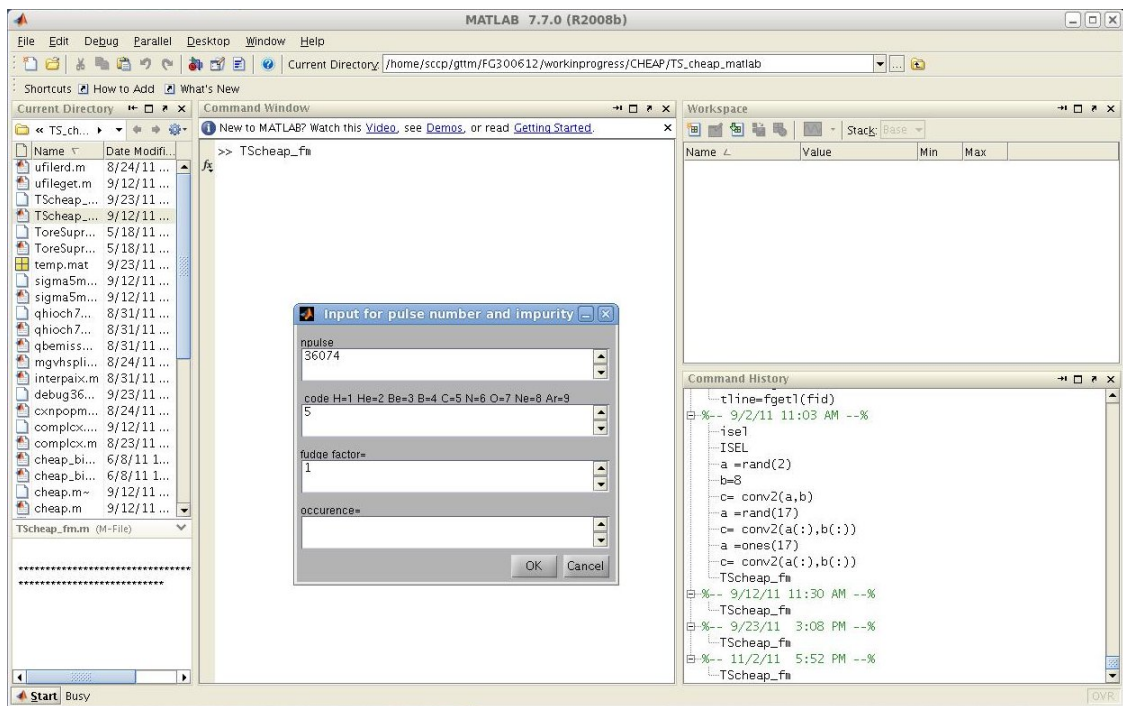 MATLAB 7.7.0 (R2008b)
File Edit Debug Parallel Desktop Window Help
Current Directory: /home/sccp/gttm/FG300612/workinprogress/CHEAP/TS_cheap_matlab
Shortcuts How to Add What's New
Current Directory
« TS_ch...
Name Date Modifi...
ufilerd.m 8/24/11 ...
ufileget.m 9/12/11 ...
TScheap_... 9/23/11 ...
TScheap_... 9/12/11 ...
ToreSupr... 5/18/11 ...
ToreSupr... 5/18/11 ...
temp.mat 9/23/11 ...
sigma5m... 9/12/11 ...
sigma5m... 9/12/11 ...
qhioch7... 8/31/11 ...
qhioch7... 8/31/11 ...
qbemiss... 8/31/11 ...
mgvhspli... 8/24/11 ...
interpaix.m 8/31/11 ...
debug36... 9/23/11 ...
cxnpopm... 8/24/11 ...
complcx.... 9/12/11 ...
complcx.m 8/23/11 ...
cheap_bi... 6/8/11 1...
cheap_bi... 6/8/11 1...
cheap.m~ 9/12/11 ...
cheap.m 9/12/11 ...
TScheap_fm.m (M-File)
*********************************
***************************
Command Window
New to MATLAB? Watch this Video, see Demos, or read Getting Started.
>> TScheap_fm
fx
Input for pulse number and impurity
npulse
36074
code H=1 He=2 Be=3 B=4 C=5 N=6 O=7 Ne=8 Ar=9
5
fudge factor=
1
occurence=
OK Cancel
Workspace
Stack: Base
Name Value Min Max
Command History
tline=fgetl(fid)
%-- 9/2/11 11:03 AM --%
isel
ISEL
a =rand(2)
b=8
c= conv2(a,b)
a =rand(17)
c= conv2(a(:),b(:))
a =ones(17)
c= conv2(a(:),b(:))
TScheap_fm
%-- 9/12/11 11:30 AM --%
TScheap_fm
%-- 9/23/11 3:08 PM --%
TScheap_fm
%-- 11/2/11 5:52 PM --%
TScheap_fm
Start Busy
OVR